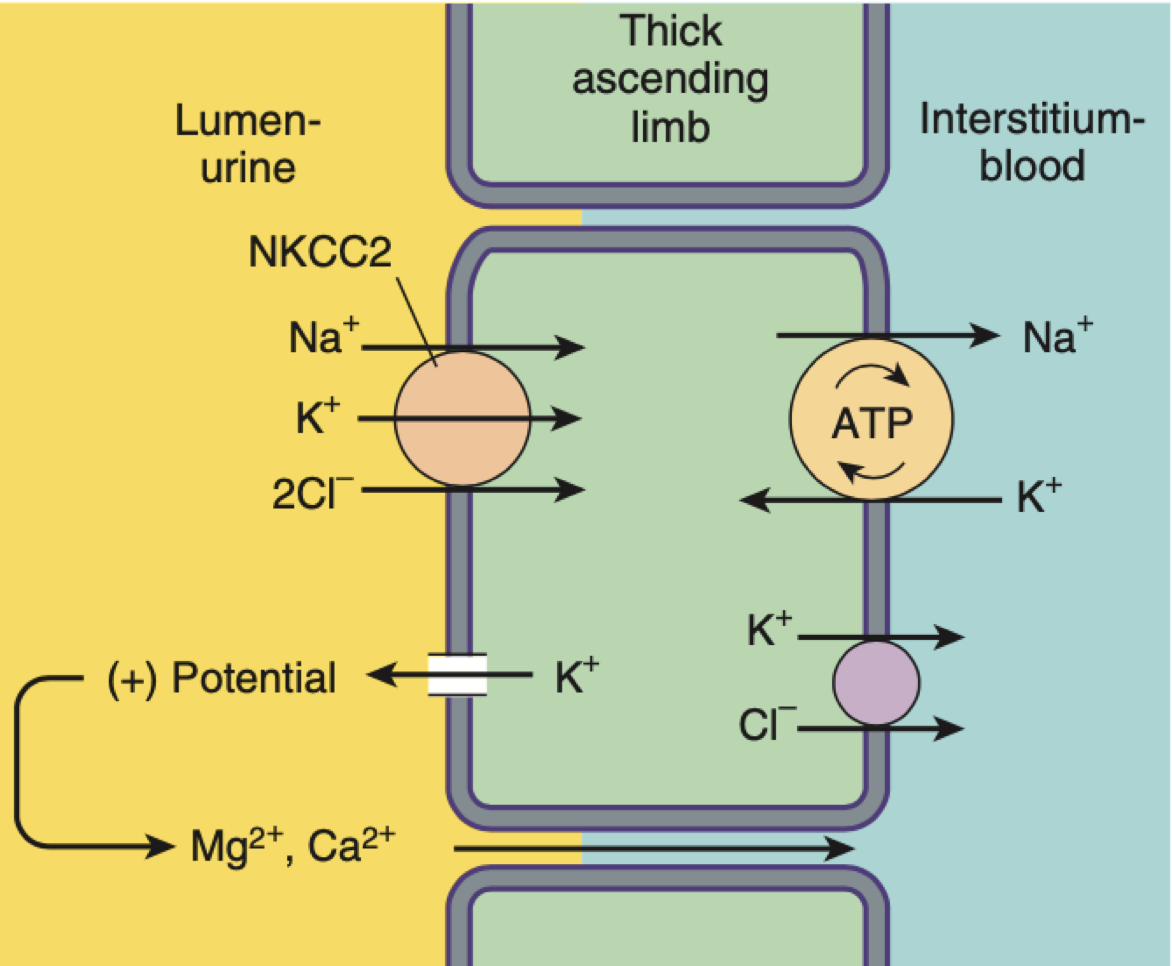 Thick
ascending
limb
Lumen-
urine
Interstitium-
blood
NKCC2
Na⁺
K⁺
2Cl⁻
Na⁺
ATP
K⁺
K⁺
Cl⁻
(+) Potential
K⁺
Mg²⁺, Ca²⁺